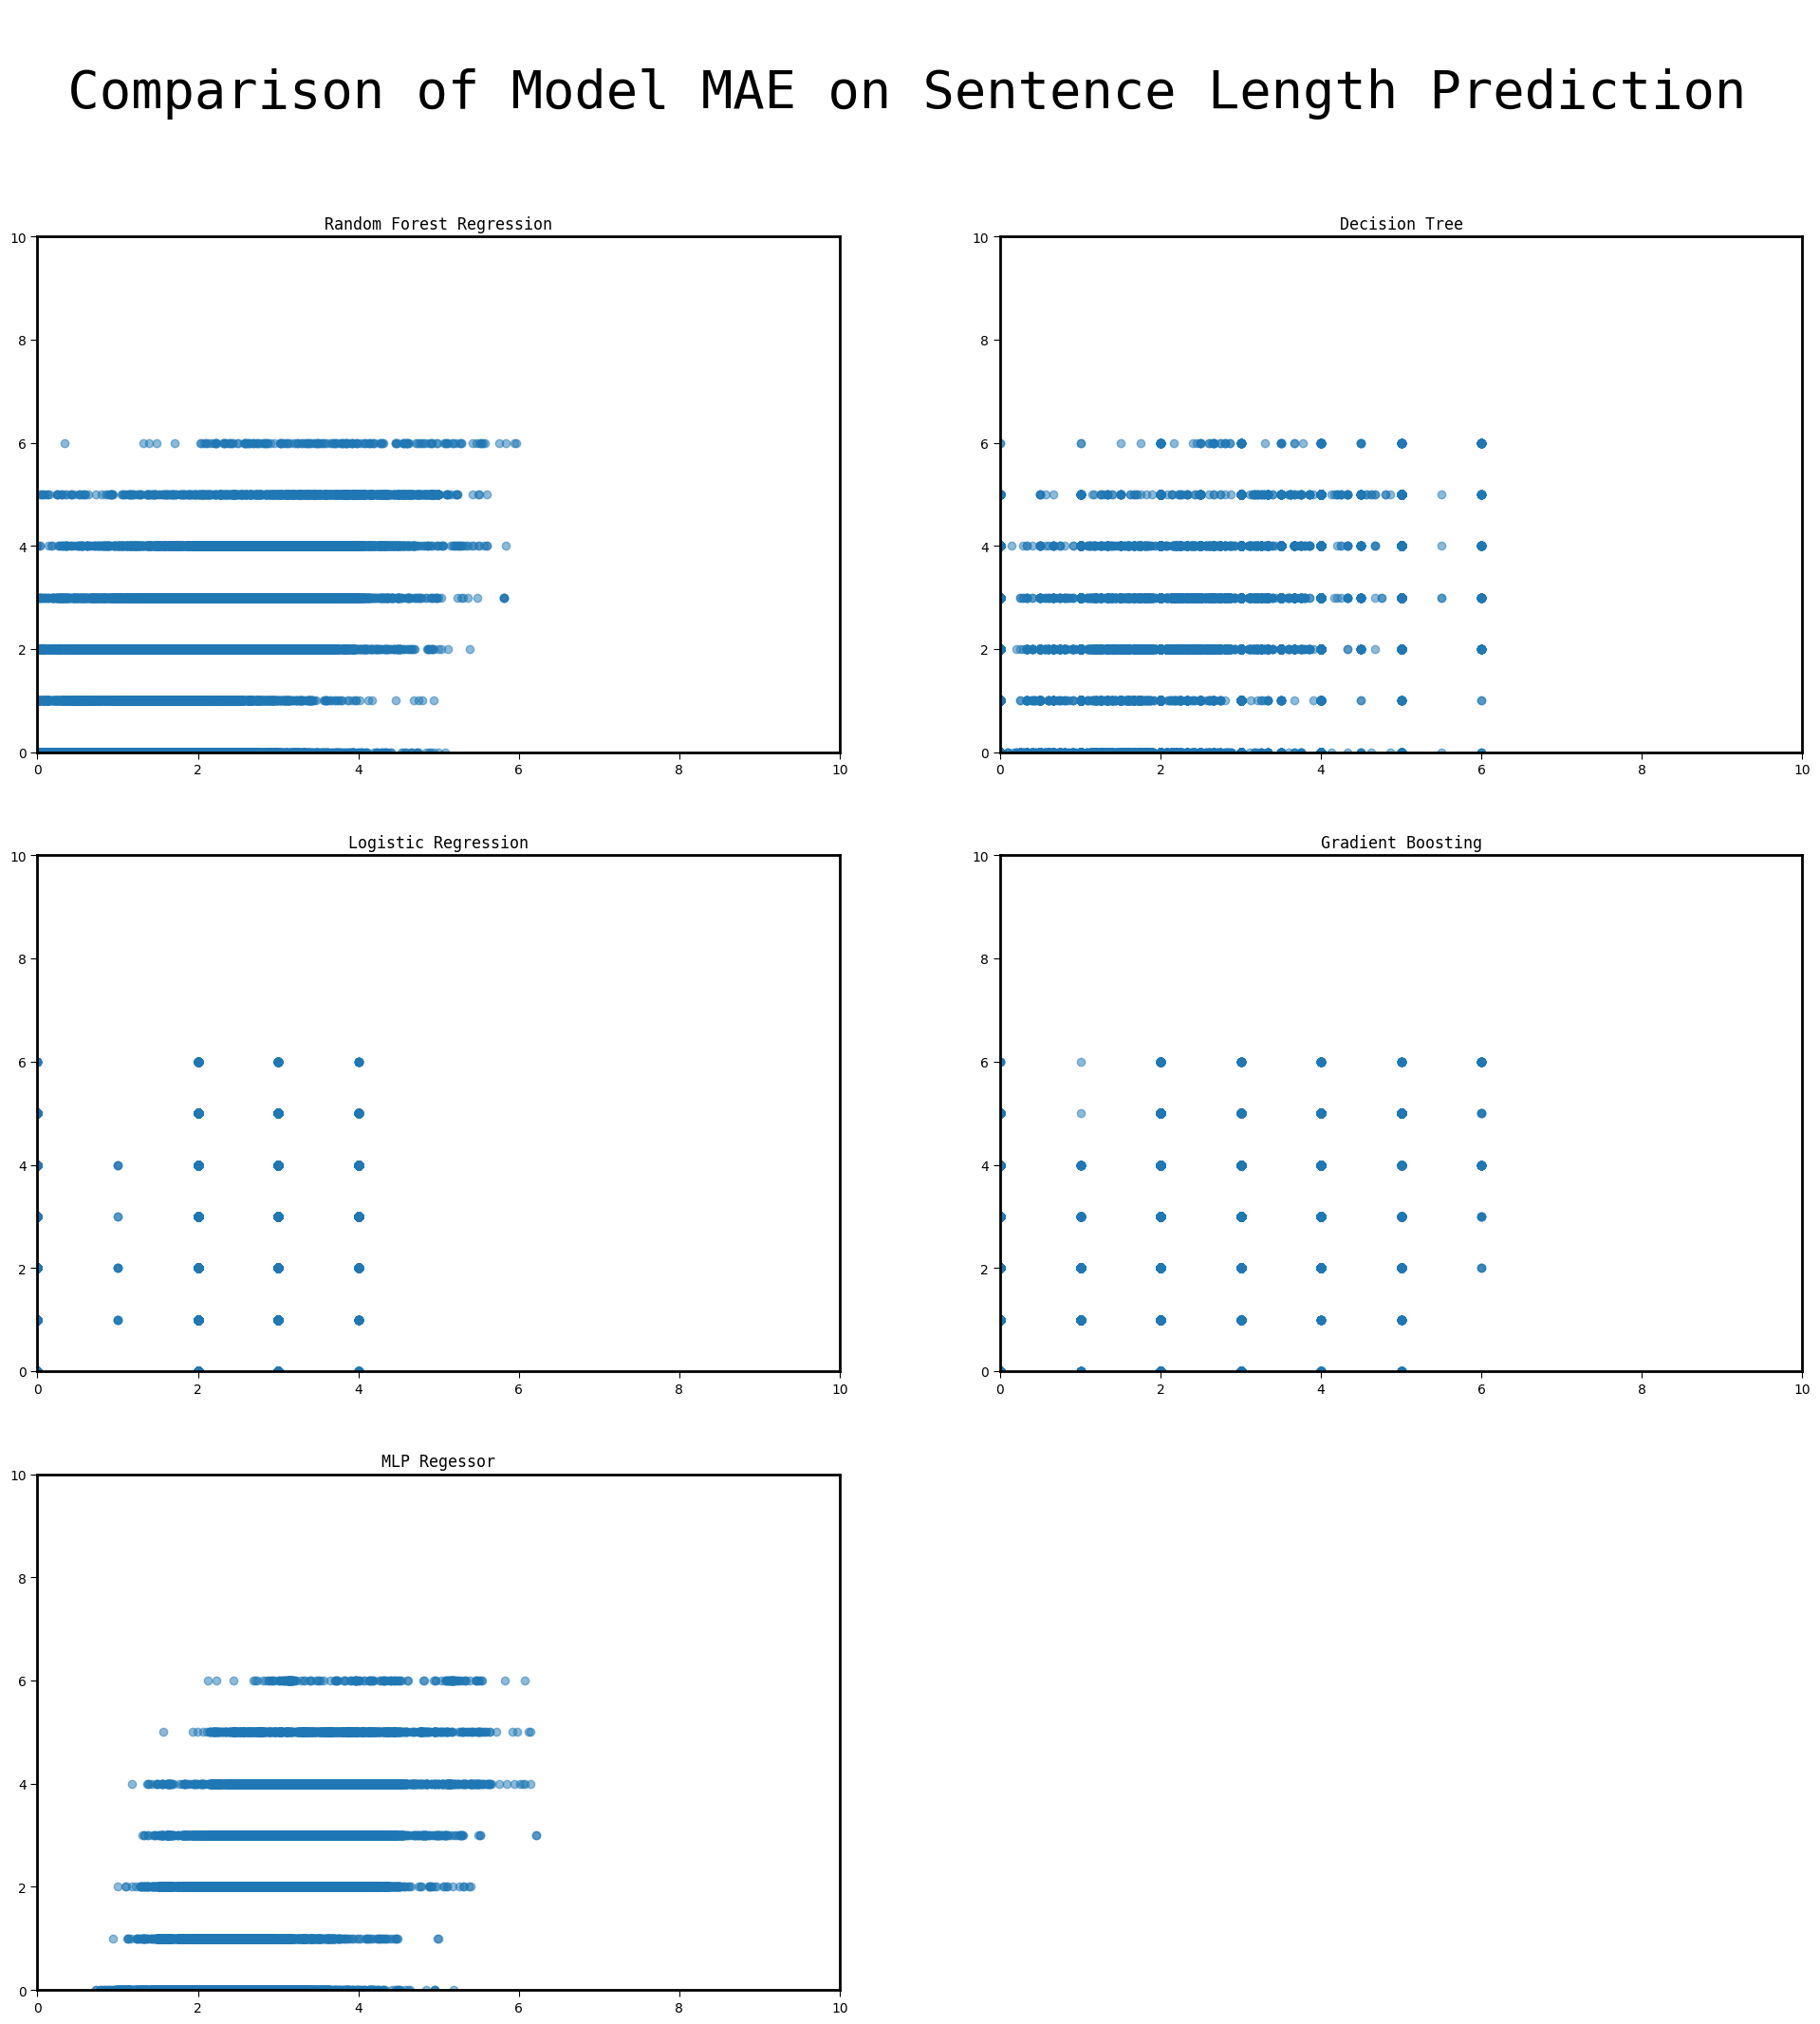 Comparison of Model MAE on Sentence Length Prediction
Random Forest Regression
10
8
6
4
2
0
0 2 4 6 8 10
Decision Tree
10
8
6
4
2
0
0 2 4 6 8 10
Logistic Regression
10
8
6
4
2
0
0 2 4 6 8 10
Gradient Boosting
10
8
6
4
2
0
0 2 4 6 8 10
MLP Regessor
10
8
6
4
2
0
0 2 4 6 8 10